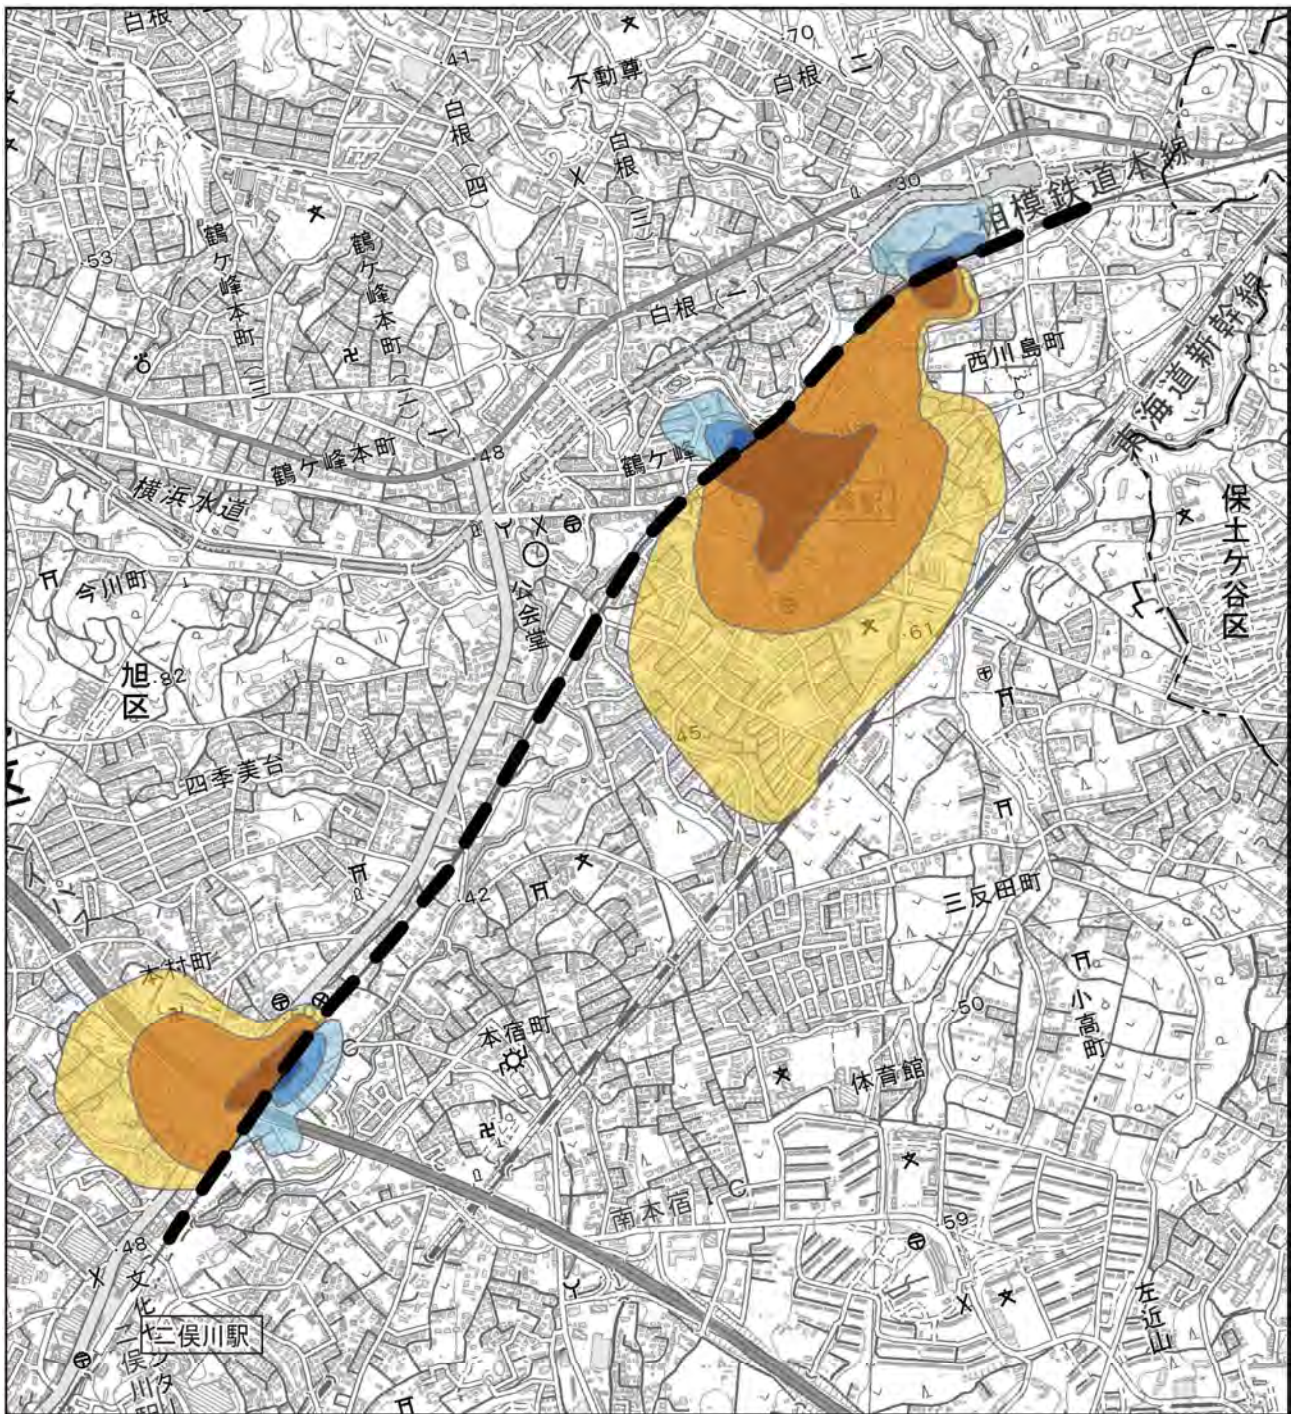 白根
41
白根(四)
不動尊
70
白根(二)
白根(三)
30
相模鉄道本線
53
鶴ケ峰本町(三)
鶴ケ峰本町(二)
白根(一)
西川島町
東海道新幹線
鶴ケ峰本町
48
鶴ケ峰
横浜水道
保土ケ谷区
今川町
公会堂
61
旭区
82
45
四季美台
42
三反田町
本村町
50
小高町
本宿町
体育館
南本宿IC
59
48
左近山
二俣川駅